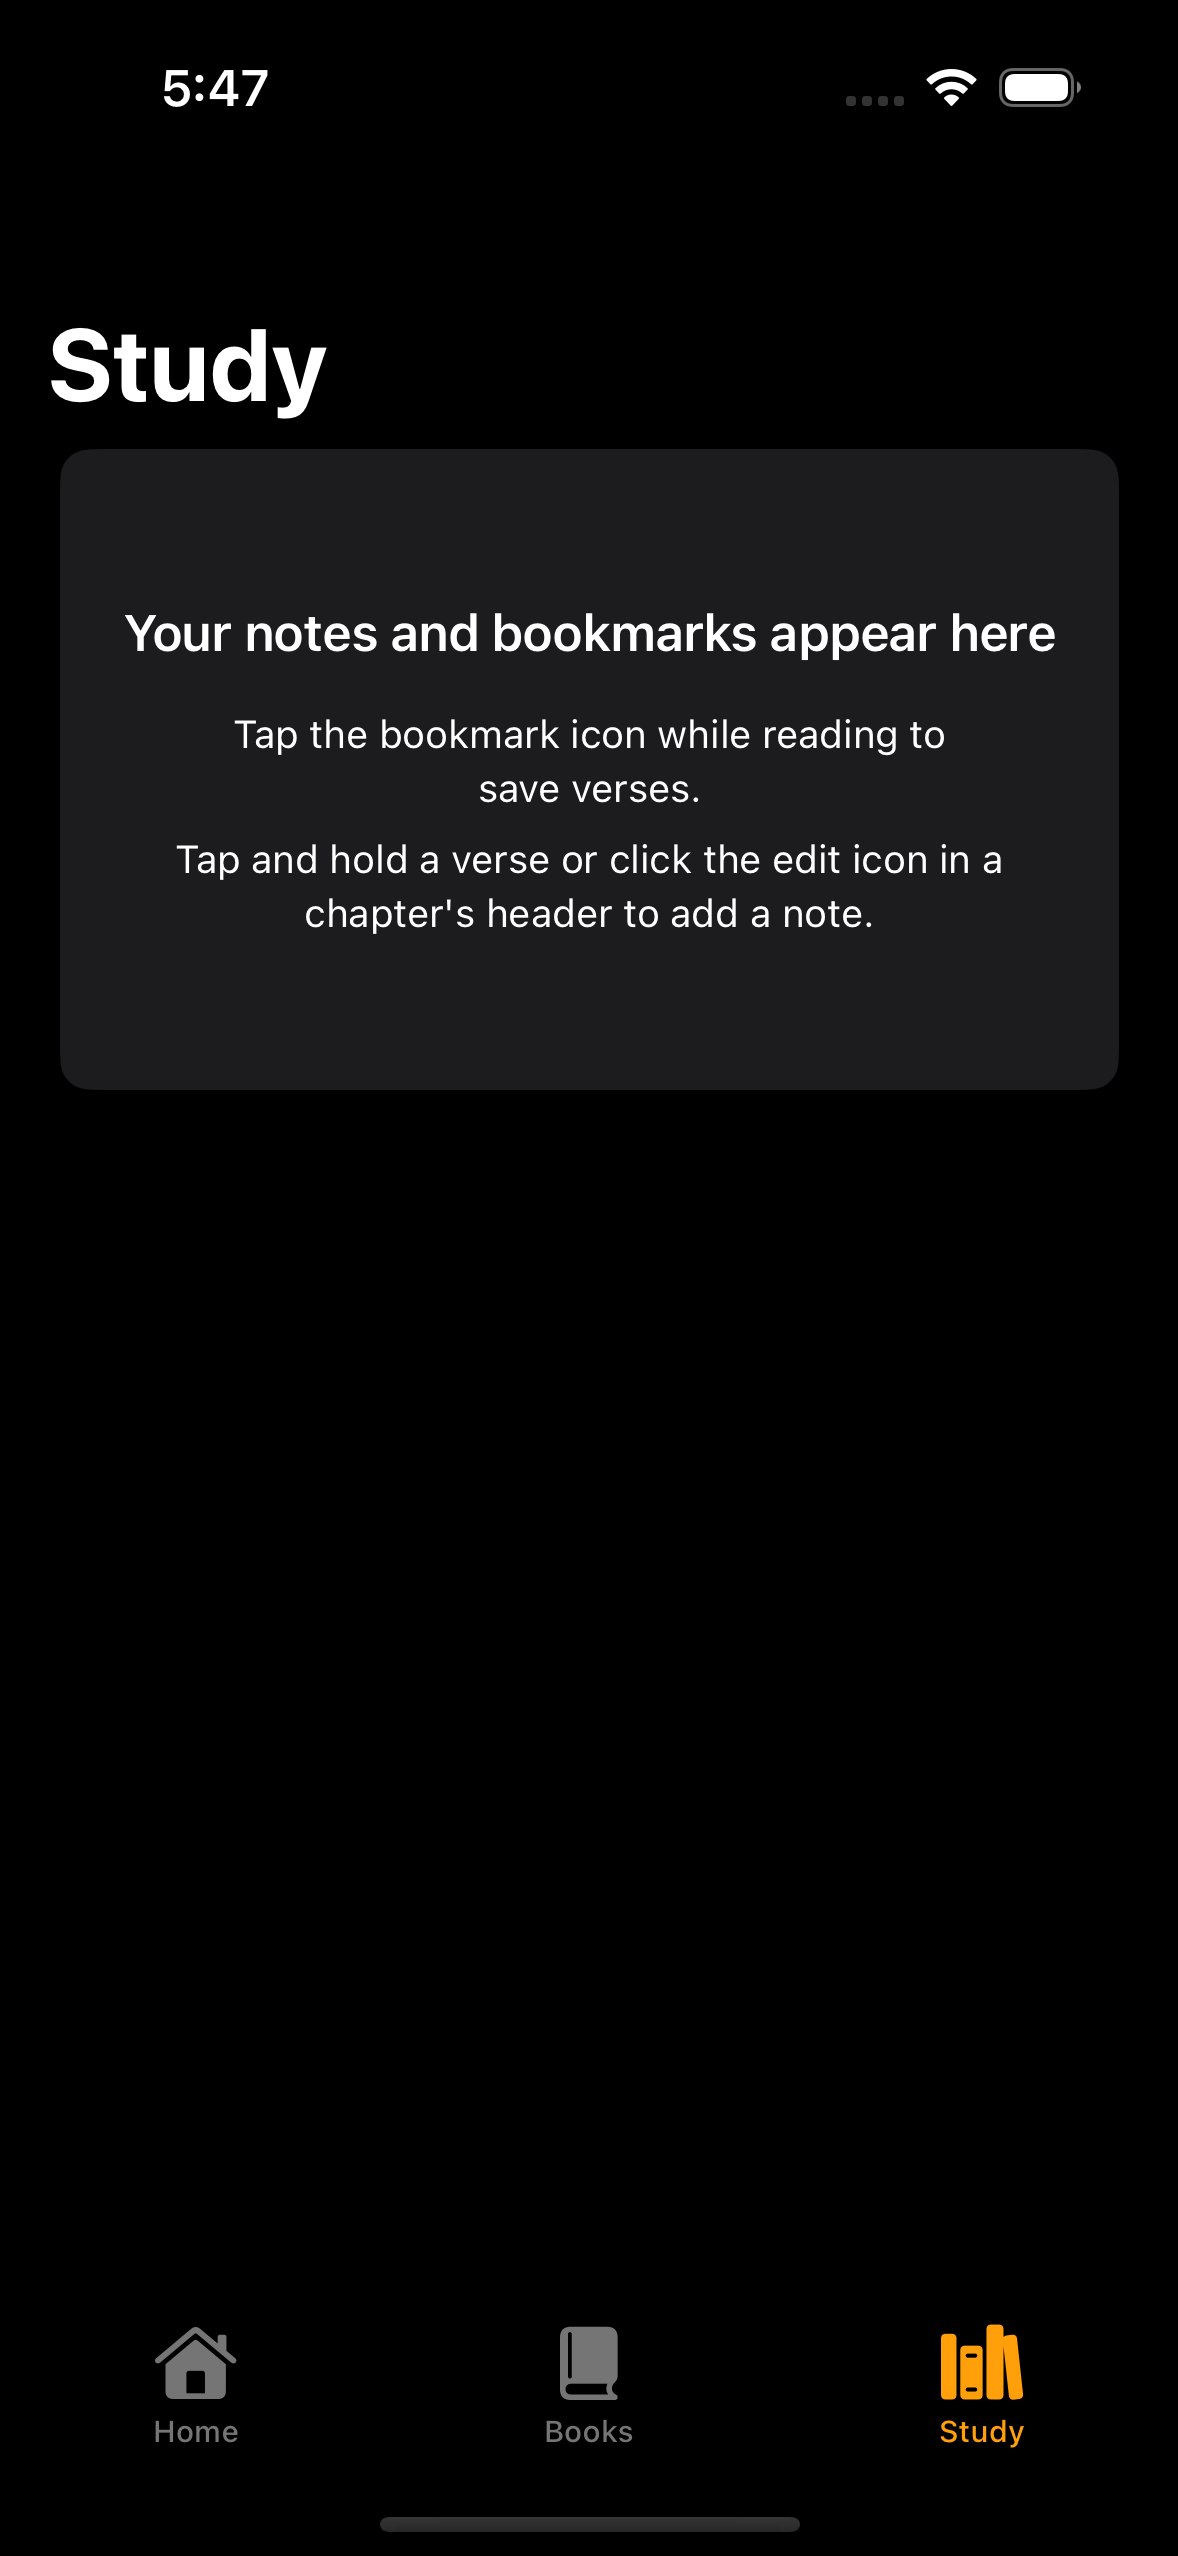 5:47
Study
Your notes and bookmarks appear here
Tap the bookmark icon while reading to
save verses.
Tap and hold a verse or click the edit icon in a
chapter's header to add a note.
Home
Books
Study